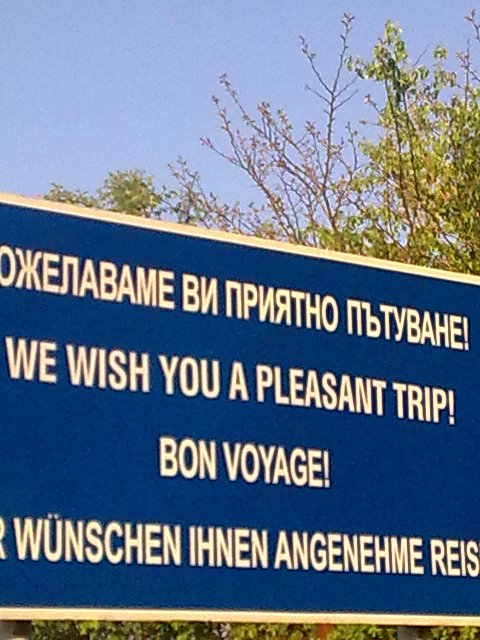 ОЖЕЛАВАМЕ ВИ ПРИЯТНО ПЪТУВАНЕ!
WE WISH YOU A PLEASANT TRIP!
BON VOYAGE!
R WÜNSCHEN IHNEN ANGENEHME REIS